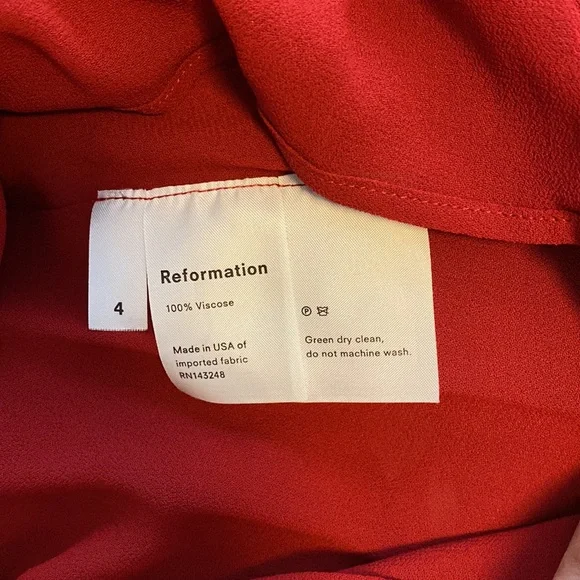 4
Reformation
100% Viscose
Made in USA of
imported fabric
RN143248
Ⓟ
Green dry clean,
do not machine wash.